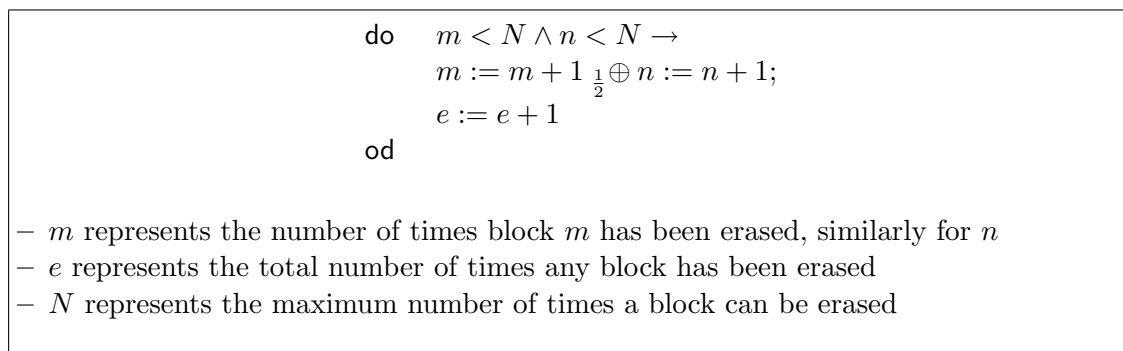 do m < N ∧ n < N →
m := m + 1 ½⊕ n := n + 1;
e := e + 1
od
– m represents the number of times block m has been erased, similarly for n
– e represents the total number of times any block has been erased
– N represents the maximum number of times a block can be erased